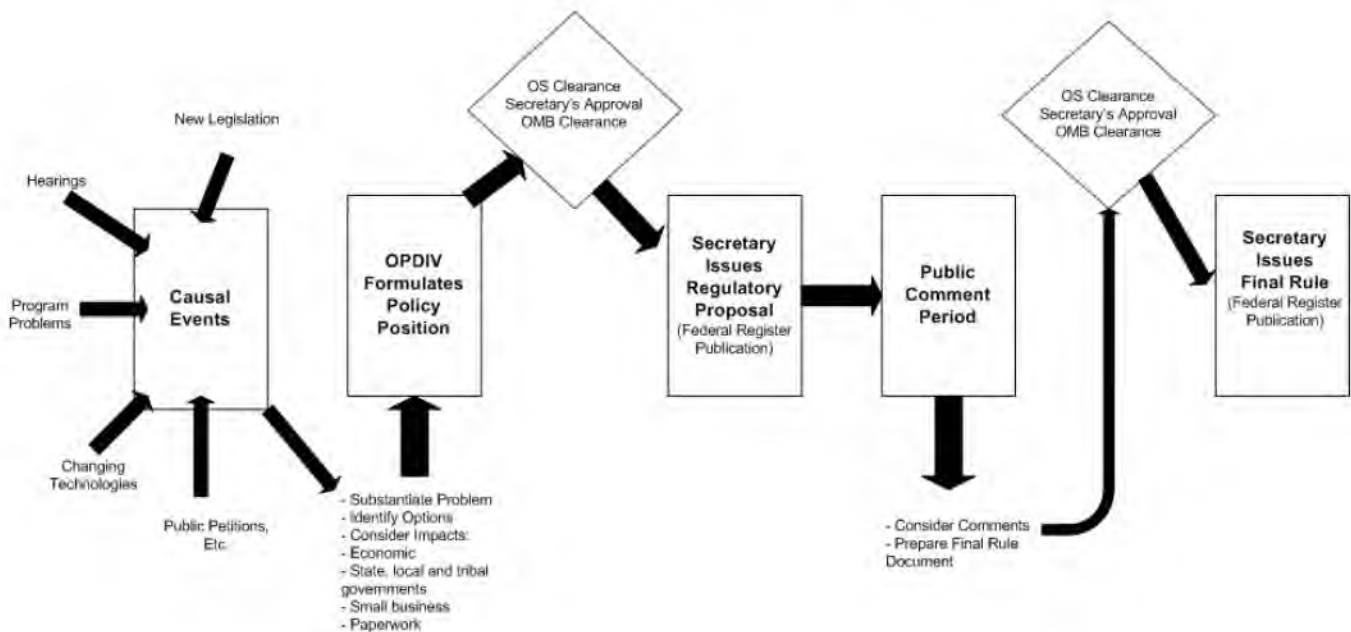 New Legislation
Hearings
Program
Problems
Changing
Technologies
Public Petitions,
Etc.
Causal
Events
- Substantiate Problem
- Identify Options
- Consider Impacts:
- Economic
- State, local and tribal
governments
- Small business
- Paperwork
OPDIV
Formulates
Policy
Position
OS Clearance
Secretary's Approval
OMB Clearance
Secretary
Issues
Regulatory
Proposal
(Federal Register
Publication)
Public
Comment
Period
- Consider Comments
- Prepare Final Rule
Document
OS Clearance
Secretary's Approval
OMB Clearance
Secretary
Issues
Final Rule
(Federal Register
Publication)